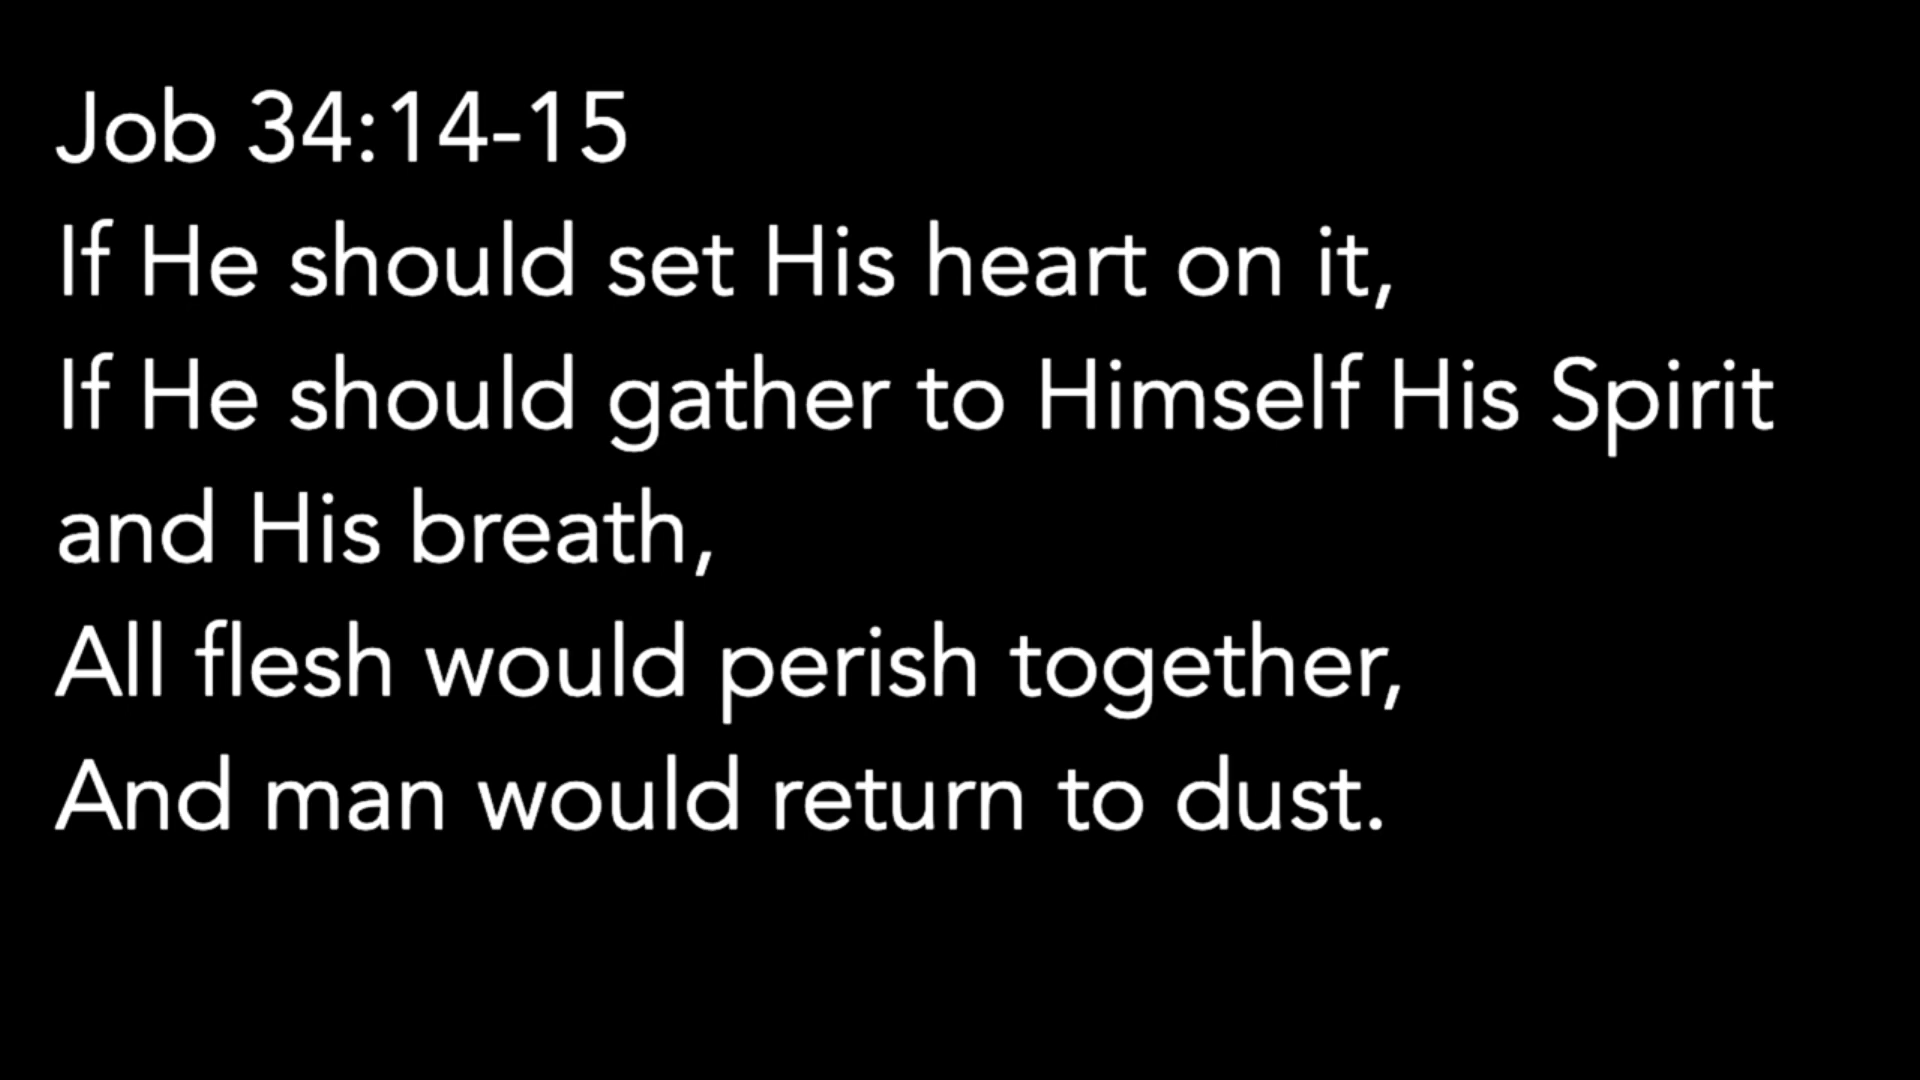 Job 34:14-15
If He should set His heart on it,
If He should gather to Himself His Spirit
and His breath,
All flesh would perish together,
And man would return to dust.